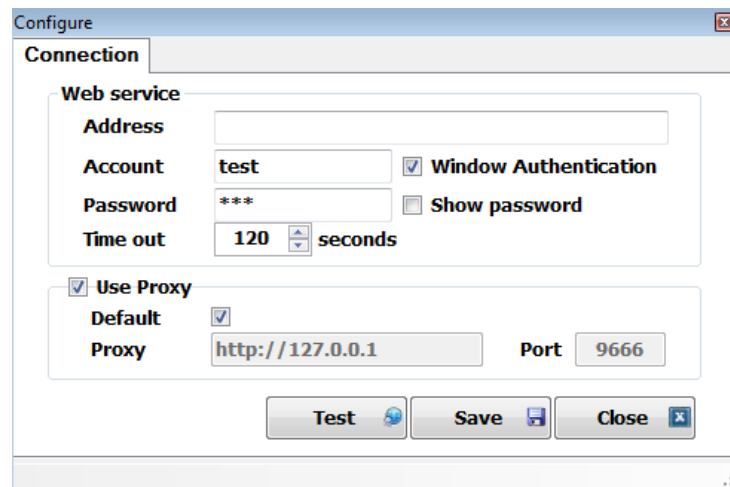 Configure
Connection
Web service
Address
Account test Window Authentication
Password *** Show password
Time out 120 seconds
Use Proxy
Default
Proxy http://127.0.0.1 Port 9666
Test Save Close